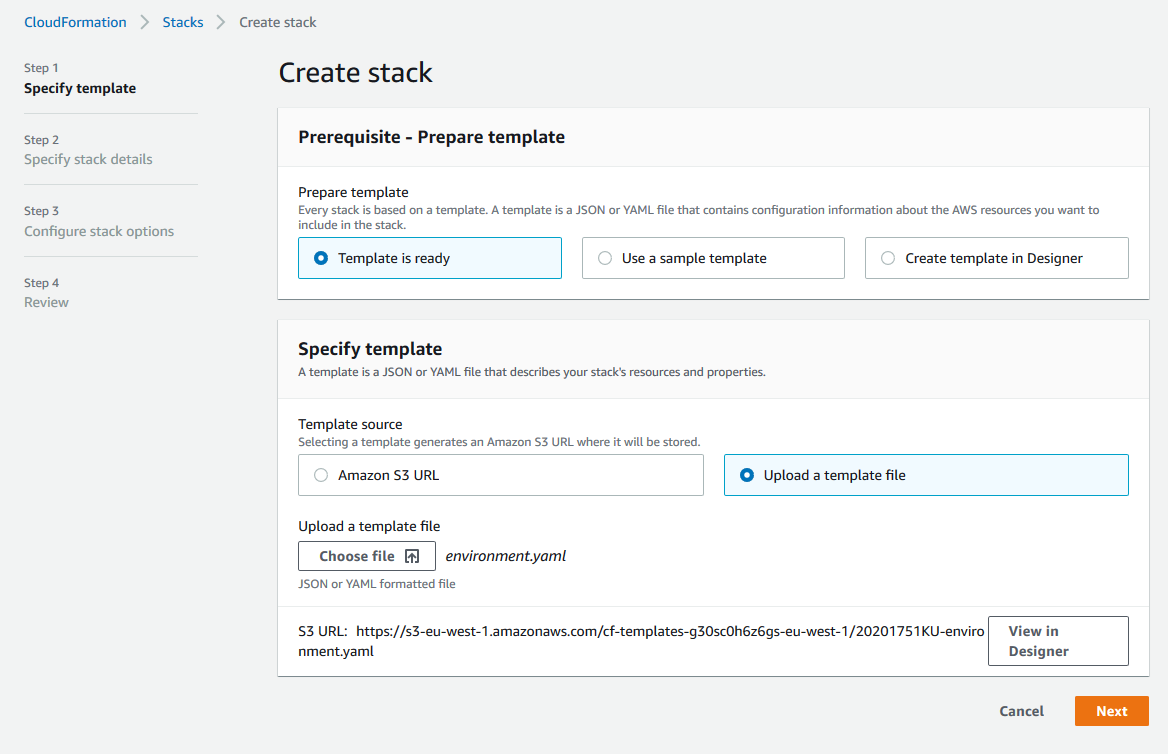 CloudFormation > Stacks > Create stack
Step 1
Specify template
Step 2
Specify stack details
Step 3
Configure stack options
Step 4
Review
Create stack
Prerequisite - Prepare template
Prepare template
Every stack is based on a template. A template is a JSON or YAML file that contains configuration information about the AWS resources you want to
include in the stack.
Template is ready
Use a sample template
Create template in Designer
Specify template
A template is a JSON or YAML file that describes your stack's resources and properties.
Template source
Selecting a template generates an Amazon S3 URL where it will be stored.
Amazon S3 URL
Upload a template file
Upload a template file
Choose file environment.yaml
JSON or YAML formatted file
S3 URL: https://s3-eu-west-1.amazonaws.com/cf-templates-g30sc0h6z6gs-eu-west-1/20201751KU-enviro
nment.yaml
View in
Designer
Cancel
Next